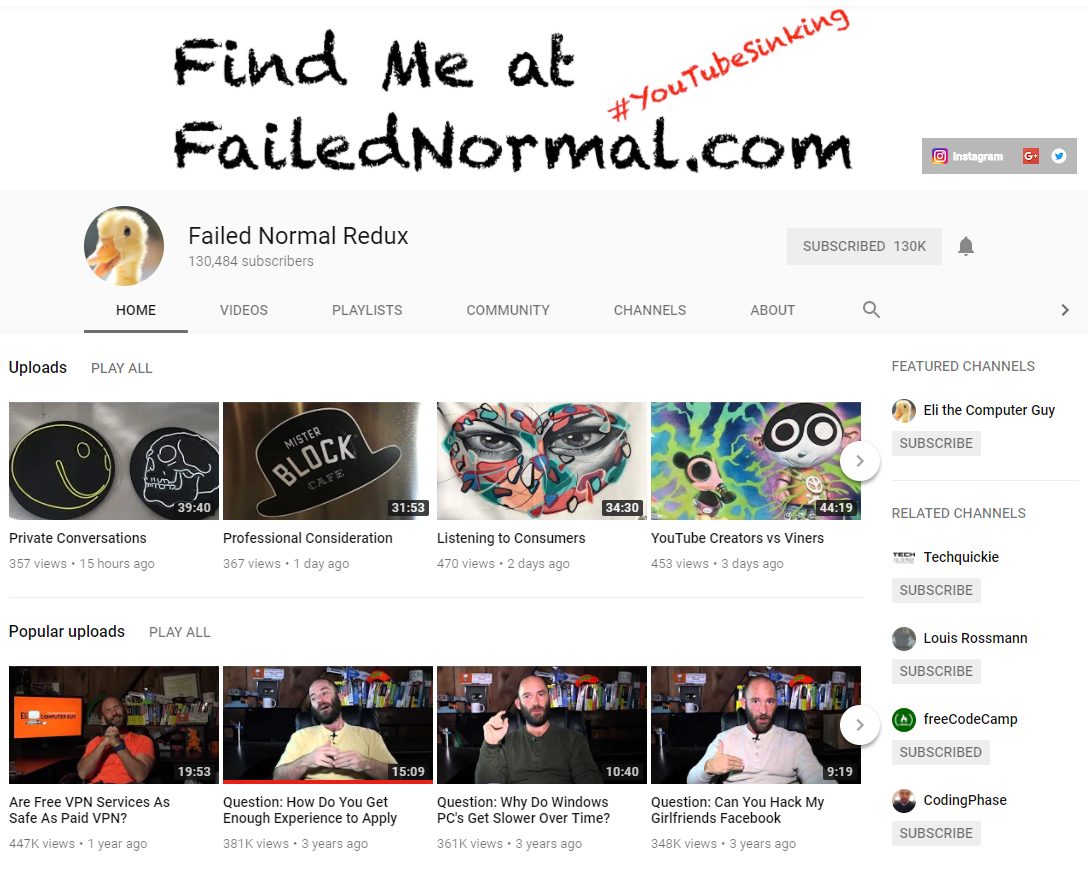 Find Me at
#YouTubeSinking
FailedNormal.com
Instagram
G+
Failed Normal Redux
130,484 subscribers
SUBSCRIBED 130K
HOME VIDEOS PLAYLISTS COMMUNITY CHANNELS ABOUT
Uploads PLAY ALL
MISTER
BLOCK
CAFE
39:40
31:53
34:30
44:19
Private Conversations
357 views • 15 hours ago
Professional Consideration
367 views • 1 day ago
Listening to Consumers
470 views • 2 days ago
YouTube Creators vs Viners
453 views • 3 days ago
Popular uploads PLAY ALL
COMPUTER GUY
19:53
15:09
10:40
9:19
Are Free VPN Services As
Safe As Paid VPN?
447K views • 1 year ago
Question: How Do You Get
Enough Experience to Apply
381K views • 3 years ago
Question: Why Do Windows
PC's Get Slower Over Time?
361K views • 3 years ago
Question: Can You Hack My
Girlfriends Facebook
348K views • 3 years ago
FEATURED CHANNELS
Eli the Computer Guy
SUBSCRIBE
RELATED CHANNELS
TECH
Techquickie
SUBSCRIBE
Louis Rossmann
SUBSCRIBE
freeCodeCamp
SUBSCRIBED
CodingPhase
SUBSCRIBE